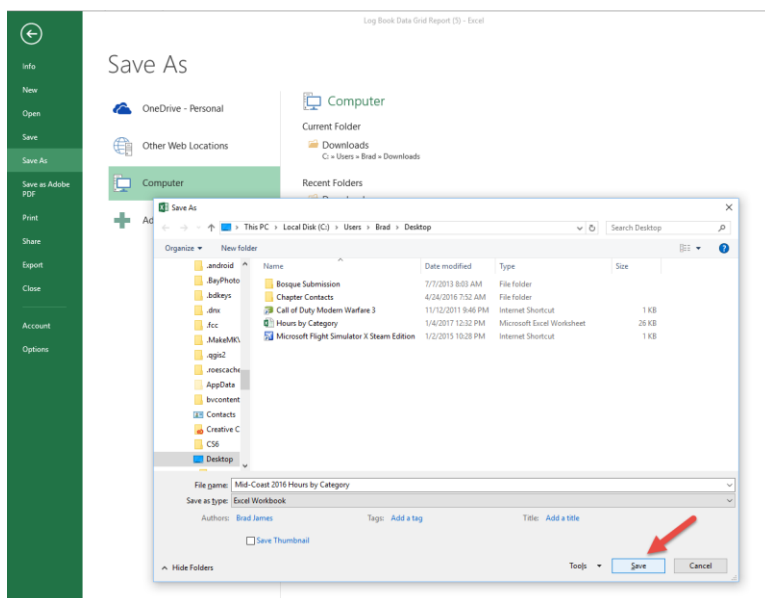 Log Book Data Grid Report (5) - Excel
Info
New
Open
Save
Save As
Save as Adobe
PDF
Print
Share
Export
Close
Account
Options
Save As
OneDrive - Personal
Other Web Locations
Computer
Ad
Computer
Current Folder
Downloads
C: » Users » Brad » Downloads
Recent Folders
Save As
This PC › Local Disk (C:) › Users › Brad › Desktop
Search Desktop
Organize
New folder
.android
.BayPhoto
.bdkeys
.dnx
.fcc
.MakeMKV
.qgis2
.roescache
AppData
bvcontent
Contacts
Creative C
CS6
Desktop
Name Date modified Type Size
Bosque Submission 7/7/2013 8:03 AM File folder
Chapter Contacts 4/24/2016 7:52 AM File folder
Call of Duty Modern Warfare 3 11/12/2011 9:46 PM Internet Shortcut 1 KB
Hours by Category 1/4/2017 12:32 PM Microsoft Excel Worksheet 26 KB
Microsoft Flight Simulator X Steam Edition 1/2/2015 10:28 PM Internet Shortcut 1 KB
File name: Mid-Coast 2016 Hours by Category
Save as type: Excel Workbook
Authors: Brad James Tags: Add a tag Title: Add a title
Save Thumbnail
Hide Folders
Tools Save Cancel